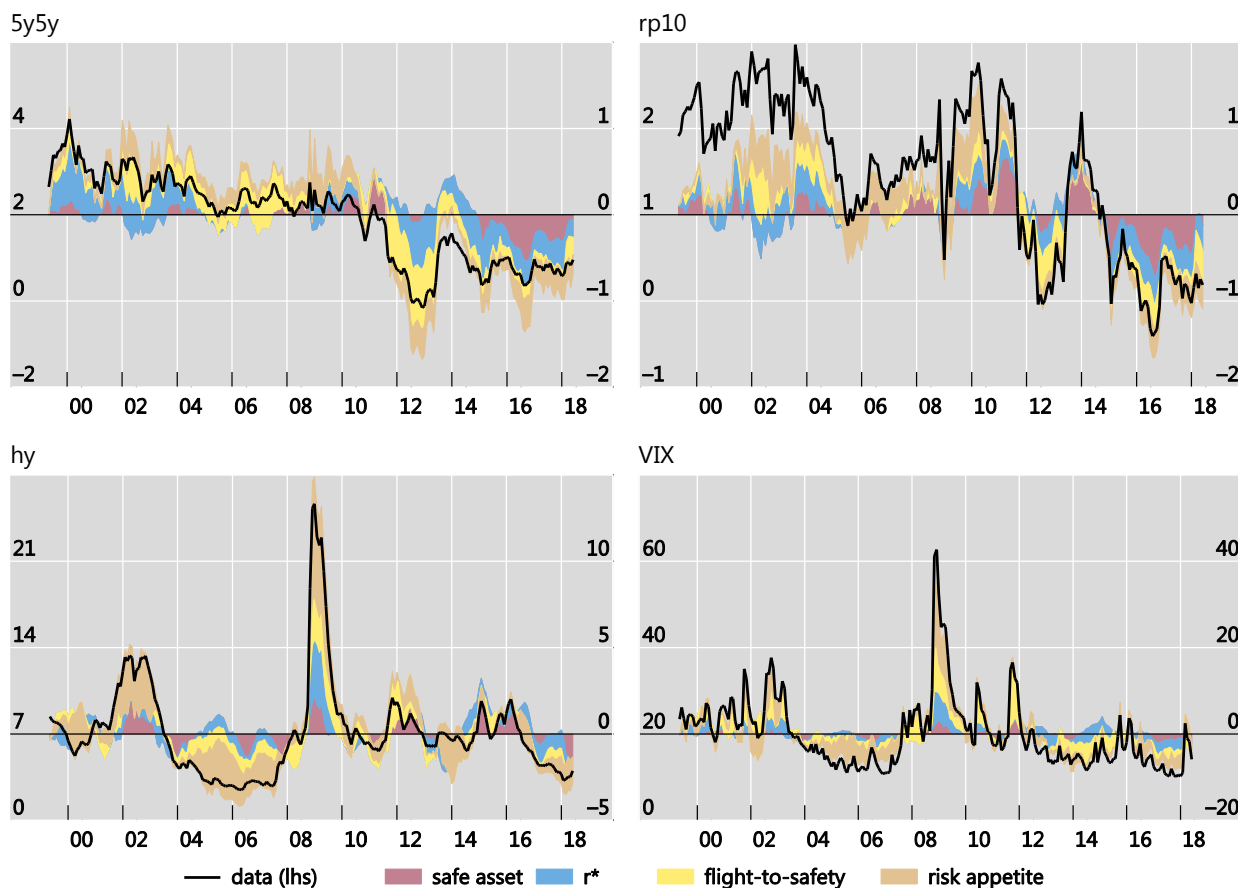 5y5y
4 1
2 0
0 –1
–2 –2
00 02 04 06 08 10 12 14 16 18
rp10
2 1
1 0
0 –1
–1 –2
00 02 04 06 08 10 12 14 16 18
hy
21 10
14 5
7 0
0 –5
00 02 04 06 08 10 12 14 16 18
VIX
60 40
40 20
20 0
0 –20
00 02 04 06 08 10 12 14 16 18
data (lhs) safe asset r* flight-to-safety risk appetite